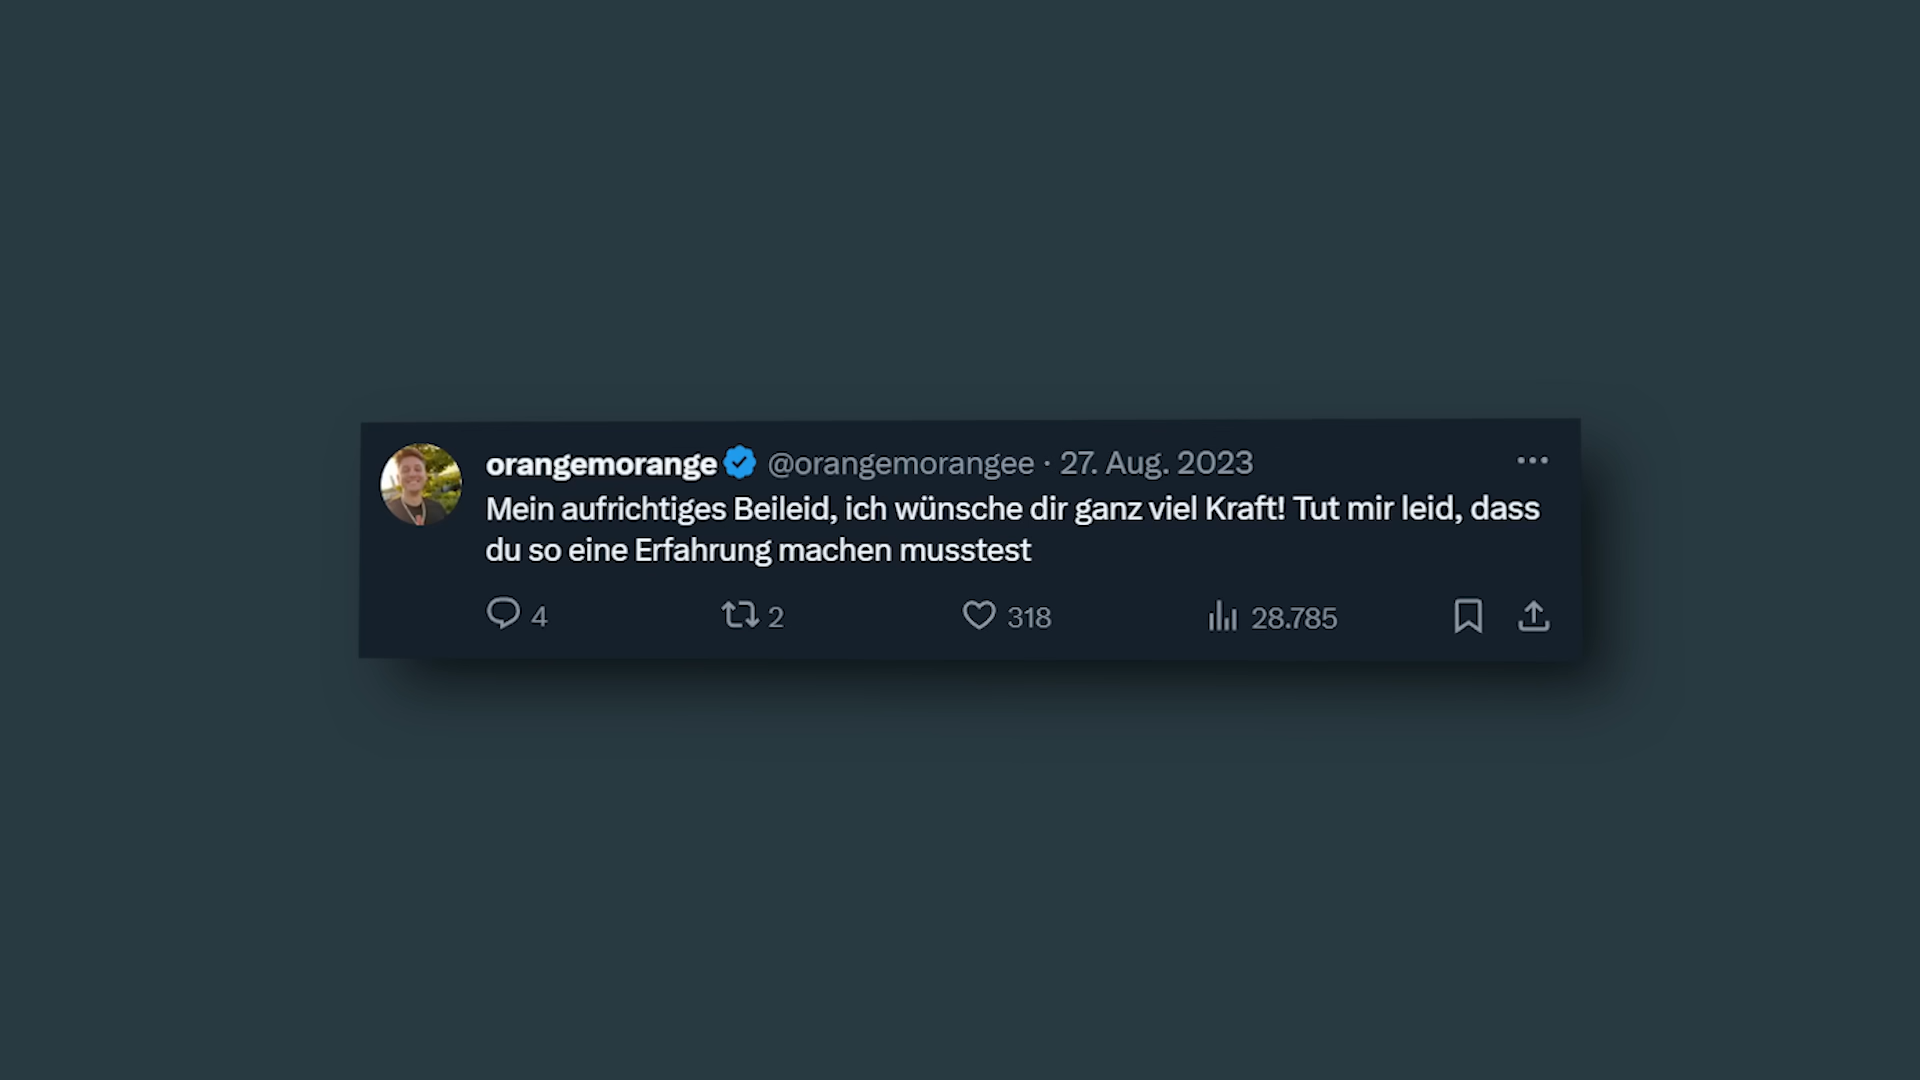 orangemorange @orangemorangee · 27. Aug. 2023
Mein aufrichtiges Beileid, ich wünsche dir ganz viel Kraft! Tut mir leid, dass
du so eine Erfahrung machen musstest
4 2 318 28.785